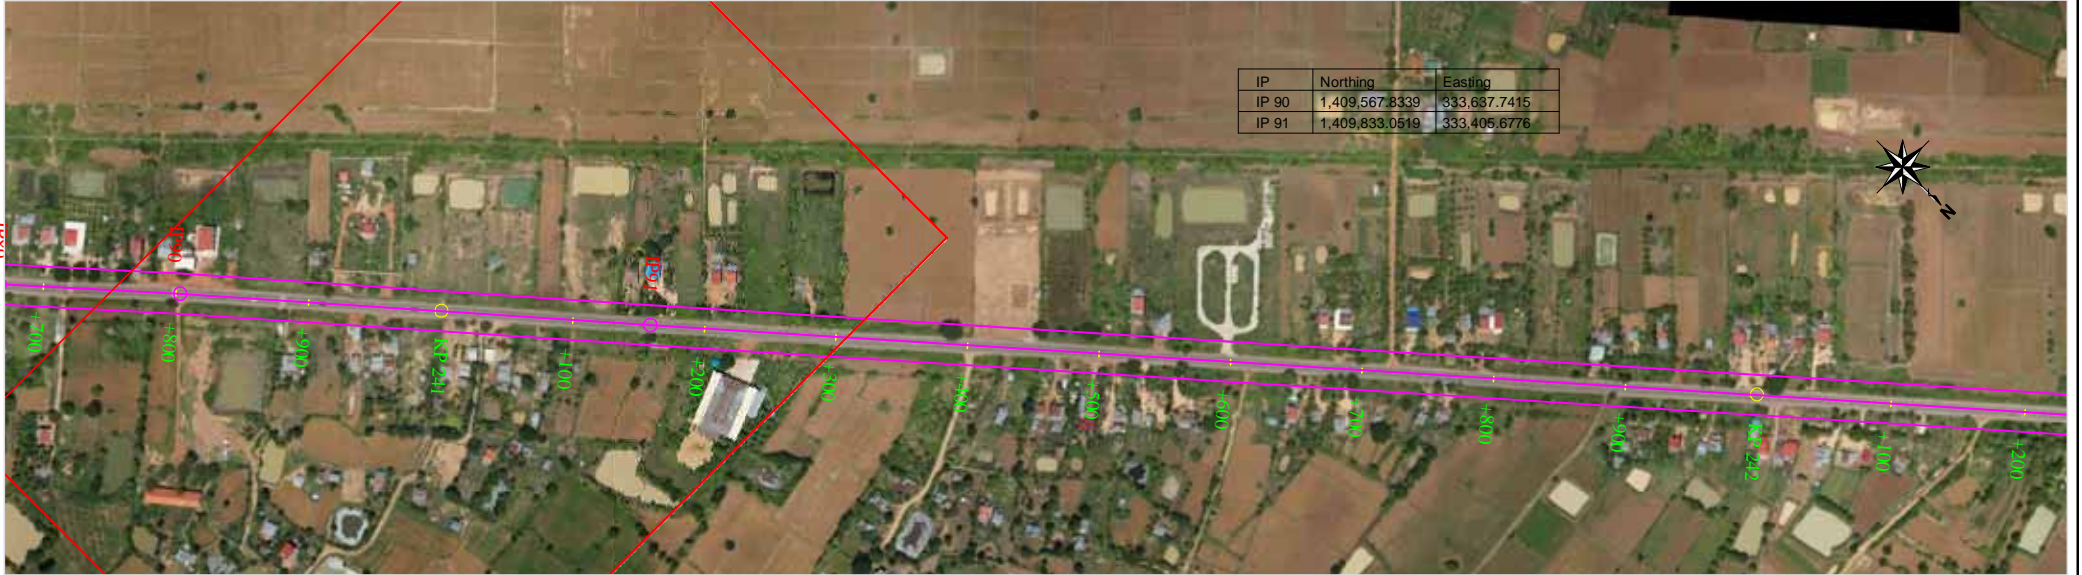 IP Northing Easting
IP 90 1,409,567.8339 333,637.7415
IP 91 1,409,833.0519 333,405.6776
N
IP90
IP91
+700
+800
+900
KP 241
+100
+200
+300
+400
+500
+600
+700
+800
+900
KP 242
+100
+200